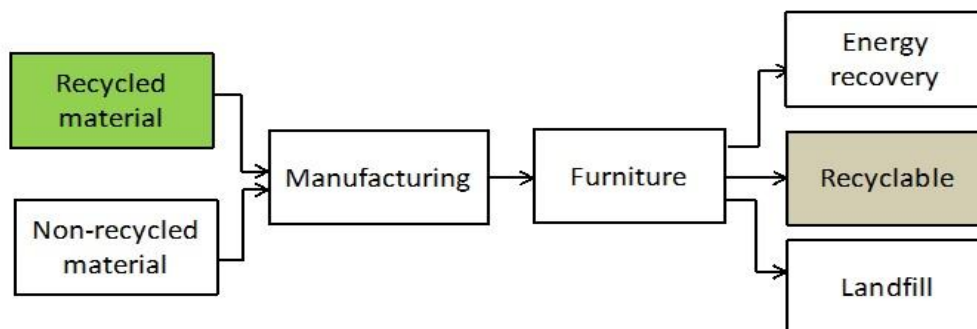 Recycled
material
Non-recycled
material
Manufacturing
Furniture
Energy
recovery
Recyclable
Landfill